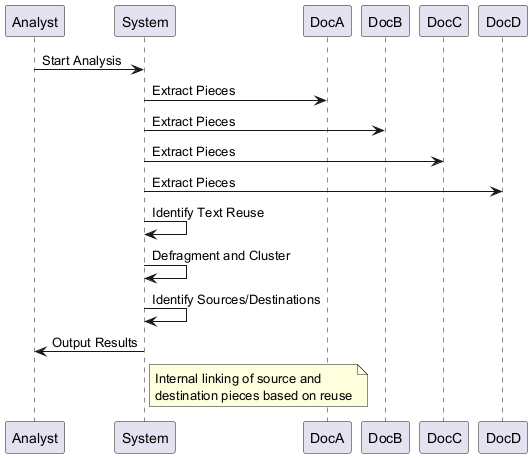 Analyst System DocA DocB DocC DocD
Start Analysis
Extract Pieces
Extract Pieces
Extract Pieces
Extract Pieces
Identify Text Reuse
Defragment and Cluster
Identify Sources/Destinations
Output Results
Internal linking of source and
destination pieces based on reuse
Analyst System DocA DocB DocC DocD